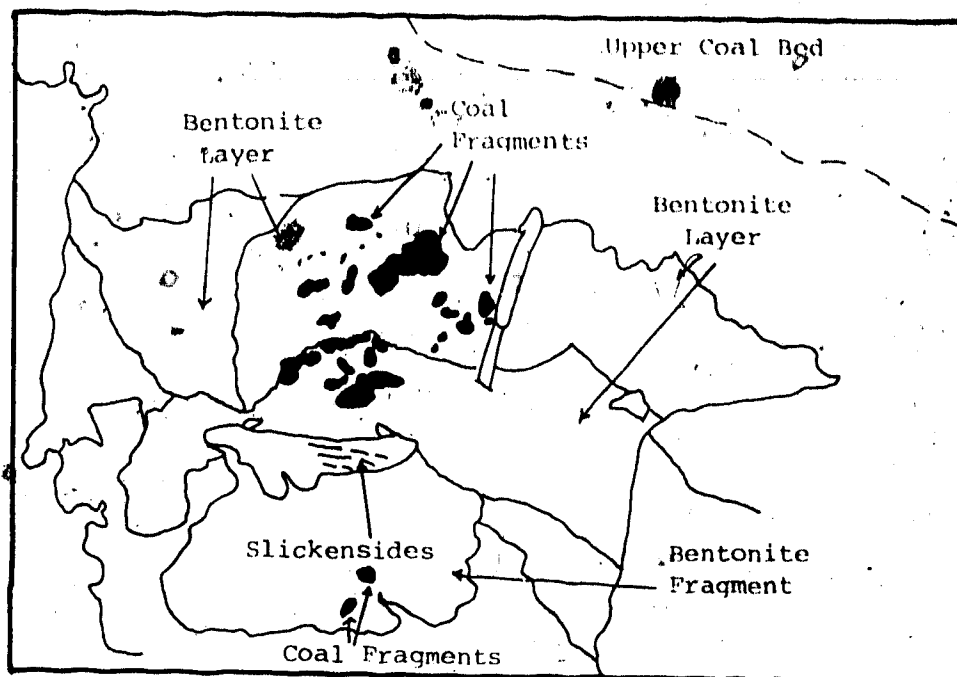 Upper Coal Bed
Coal
Fragments
Bentonite
Layer
Bentonite
Layer
Slickensides
Bentonite
Fragment
Coal Fragments